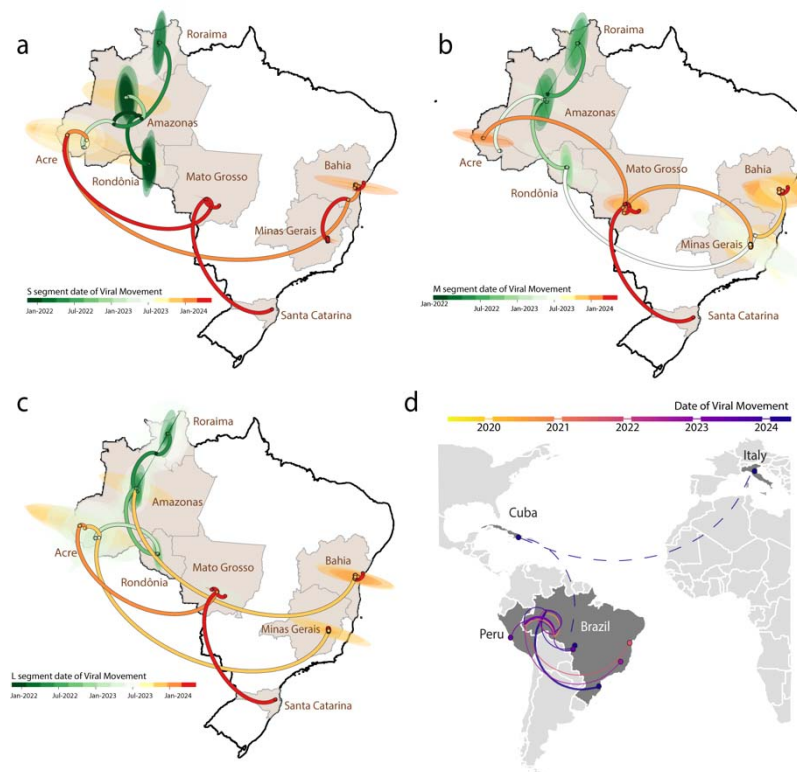 a
Roraima
Amazonas
Acre
Rondônia
Mato Grosso
Bahia
Minas Gerais
Santa Catarina
S segment date of Viral Movement
Jan-2022
Jul-2022
Jan-2023
Jul-2023
Jan-2024
b
Roraima
Amazonas
Acre
Rondônia
Mato Grosso
Bahia
Minas Gerais
Santa Catarina
M segment date of Viral Movement
Jan-2022
Jul-2022
Jan-2023
Jul-2023
Jan-2024
c
Roraima
Amazonas
Acre
Rondônia
Mato Grosso
Bahia
Minas Gerais
Santa Catarina
L segment date of Viral Movement
Jan-2022
Jul-2022
Jan-2023
Jul-2023
Jan-2024
d
Date of Viral Movement
2020 2021 2022 2023 2024
Italy
Cuba
Peru
Brazil